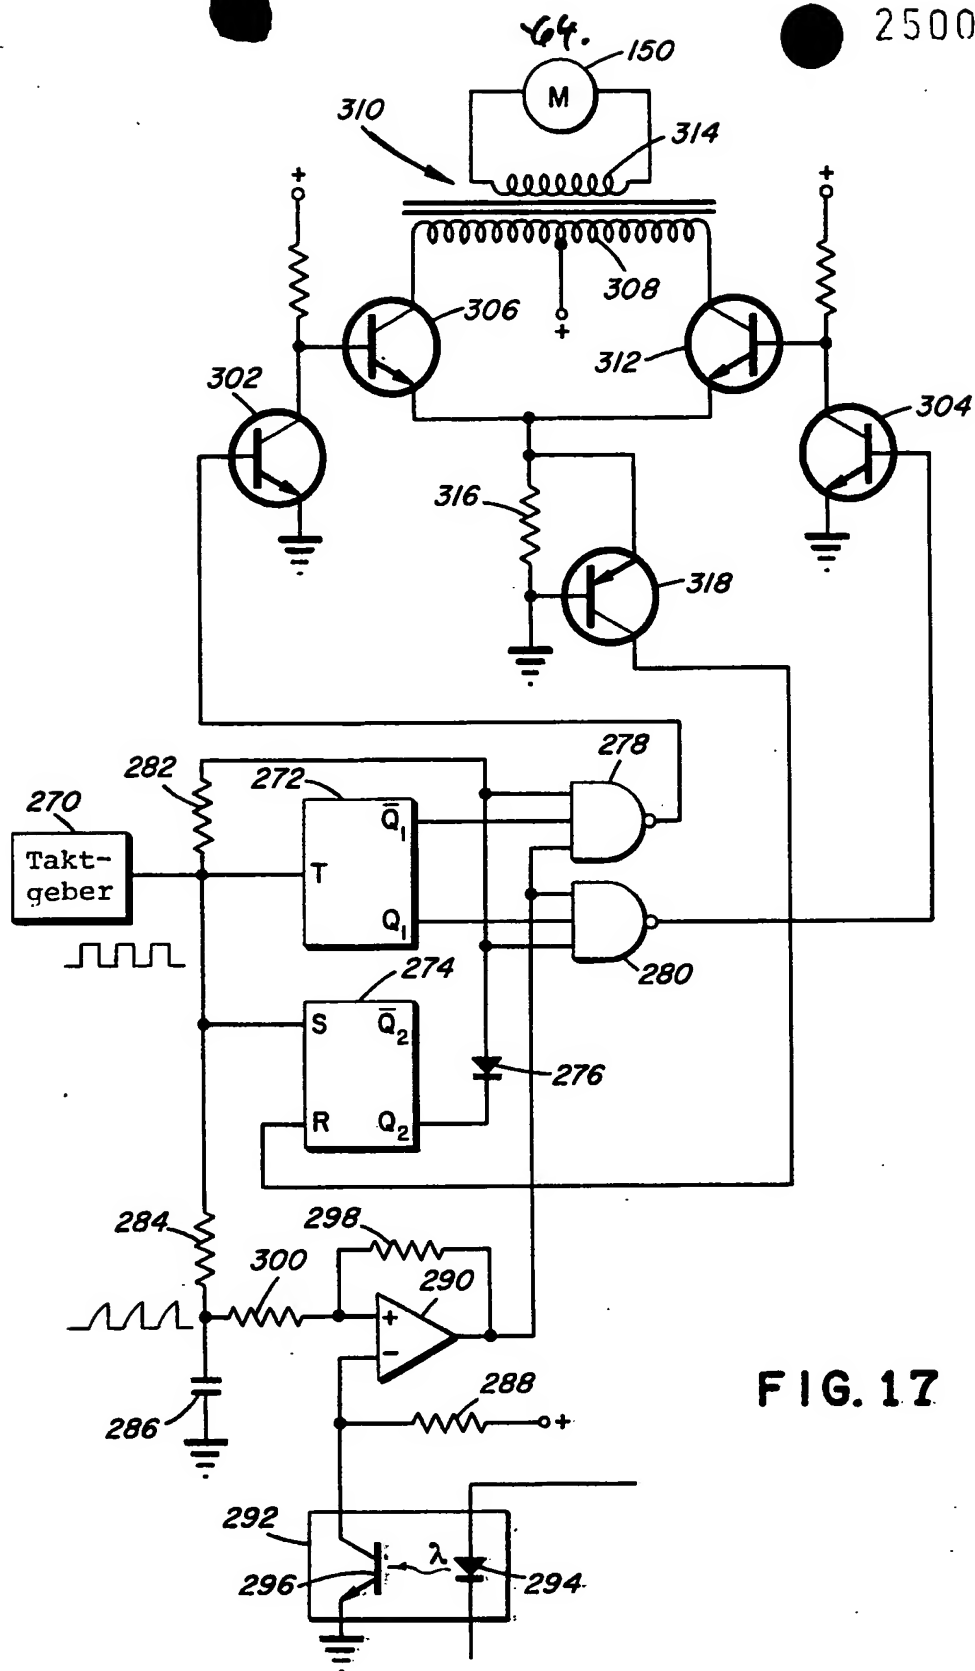 2500
64.
150
M
310
314
+
+
308
306
+
312
302
304
316
318
278
282
272
270
Q̄1
Takt-
geber
T
Q1
280
274
S
Q̄2
276
R
Q2
284
298
300
290
+
−
288
+
286
FIG. 17
292
λ
296
294